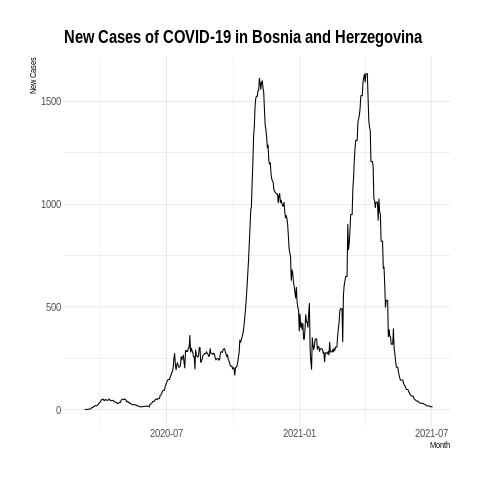 New Cases of COVID-19 in Bosnia and Herzegovina
New Cases
1500
1000
500
0
2020-07
2021-01
2021-07
Month